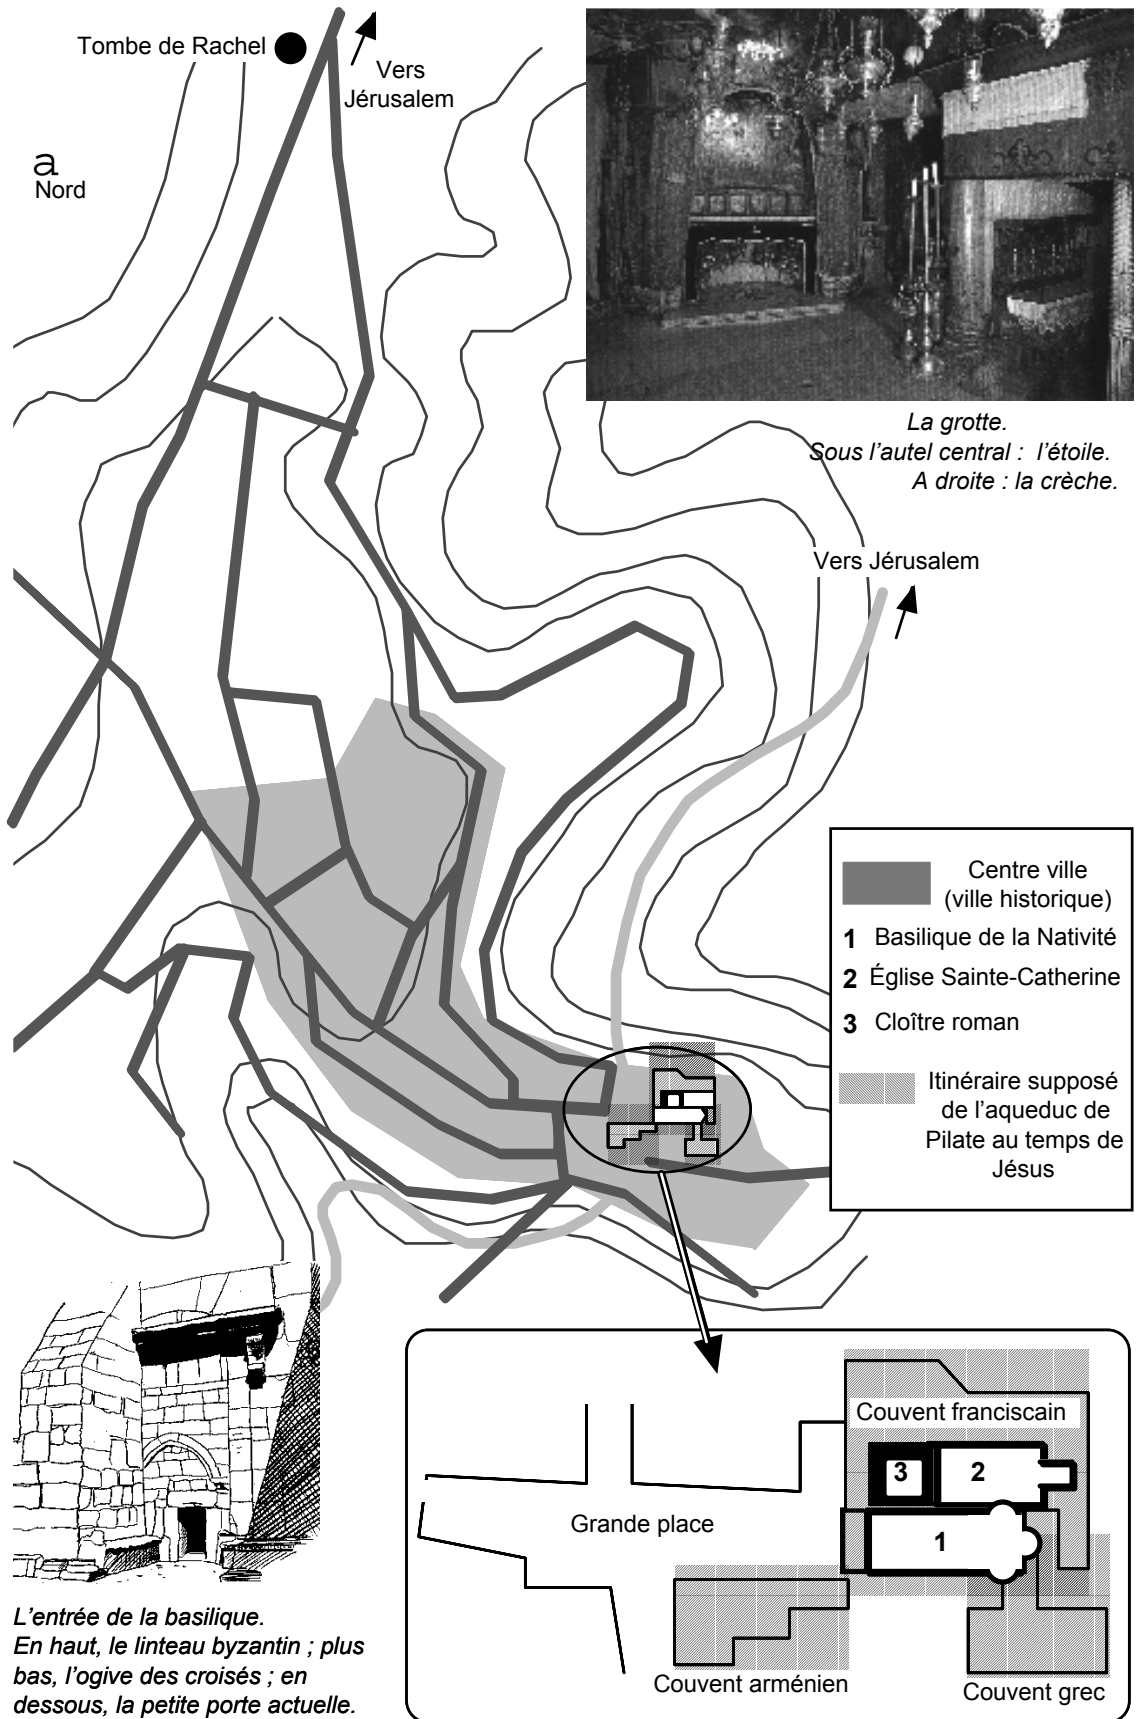 Tombe de Rachel
Vers
Jérusalem
a
Nord
La grotte.
Sous l'autel central : l'étoile.
A droite : la crèche.
Vers Jérusalem
Centre ville
(ville historique)
1 Basilique de la Nativité
2 Église Sainte-Catherine
3 Cloître roman
Itinéraire supposé
de l'aqueduc de
Pilate au temps de
Jésus
Couvent franciscain
3
2
Grande place
1
Couvent arménien
Couvent grec
L'entrée de la basilique.
En haut, le linteau byzantin ; plus
bas, l'ogive des croisés ; en
dessous, la petite porte actuelle.